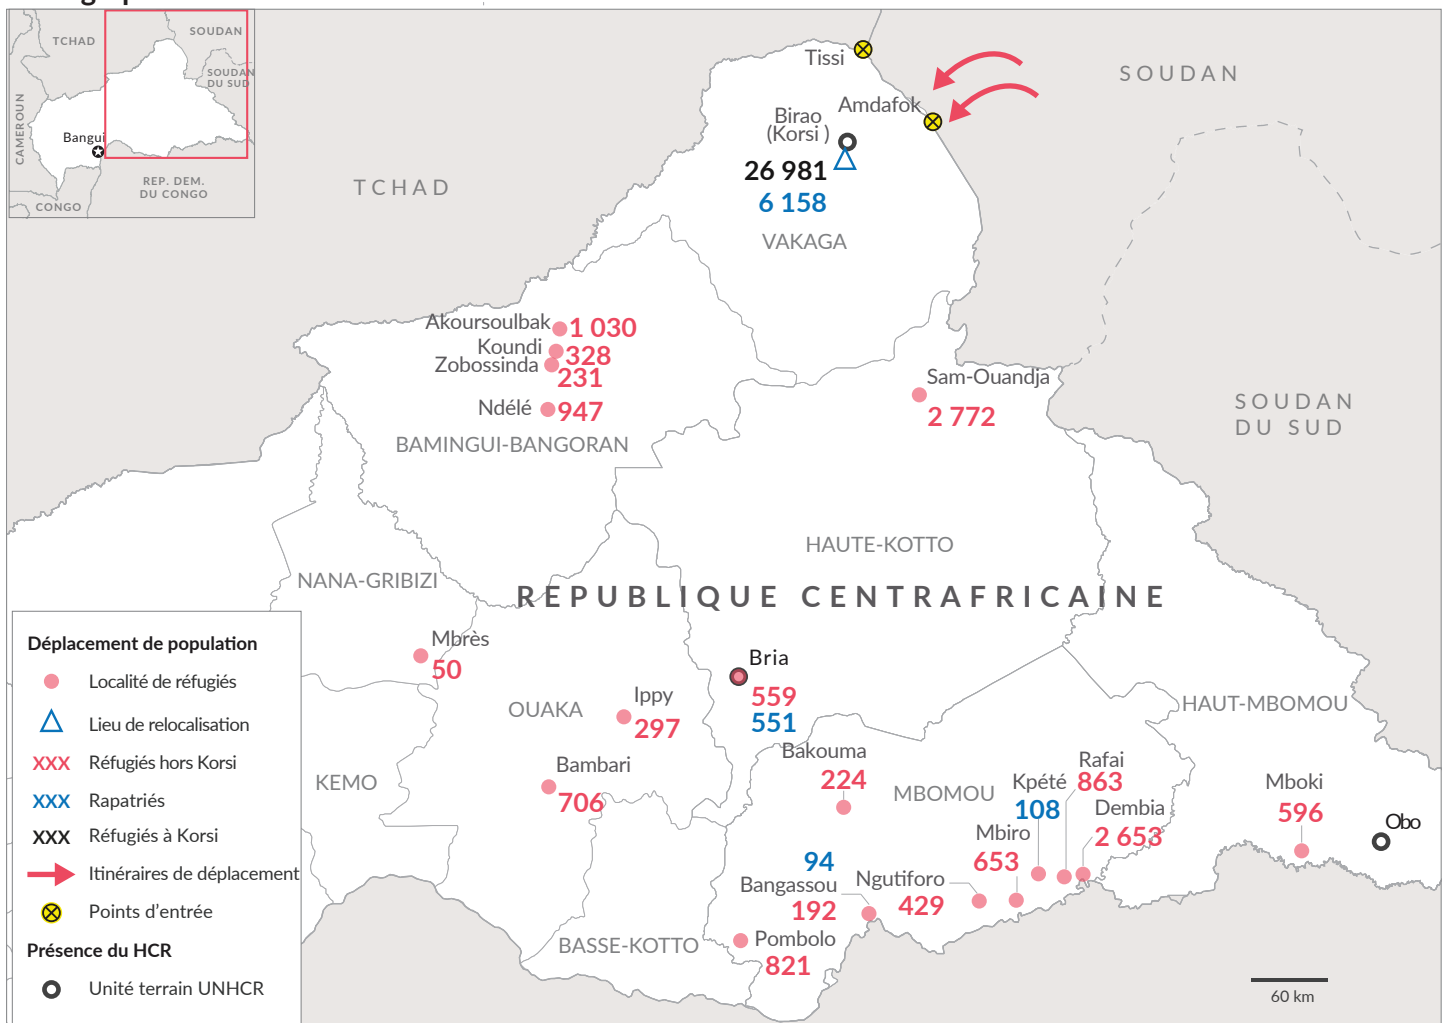 TCHAD
SOUDAN
SOUDAN
DU SUD
CAMEROUN
Bangui
REP. DEM.
DU CONGO
CONGO
Tissi
SOUDAN
Amdafok
Birao
(Korsi )
26 981
6 158
VAKAGA
TCHAD
Akoursoulbak
1 030
Koundi
328
Zobossinda
231
Ndélé
947
BAMINGUI-BANGORAN
Sam-Ouandja
2 772
SOUDAN
DU SUD
HAUTE-KOTTO
NANA-GRIBIZI
REPUBLIQUE CENTRAFRICAINE
Mbrès
50
Bria
559
551
Ippy
297
OUAKA
HAUT-MBOMOU
Bambari
706
KEMO
Bakouma
224
MBOMOU
Kpété
108
Rafai
863
Dembia
2 653
Mbiro
653
Mboki
596
Obo
94
Bangassou
192
Ngutiforo
429
BASSE-KOTTO
Pombolo
821
Déplacement de population
Localité de réfugiés
Lieu de relocalisation
XXX Réfugiés hors Korsi
XXX Rapatriés
XXX Réfugiés à Korsi
Itinéraires de déplacement
Points d'entrée
Présence du HCR
Unité terrain UNHCR
60 km